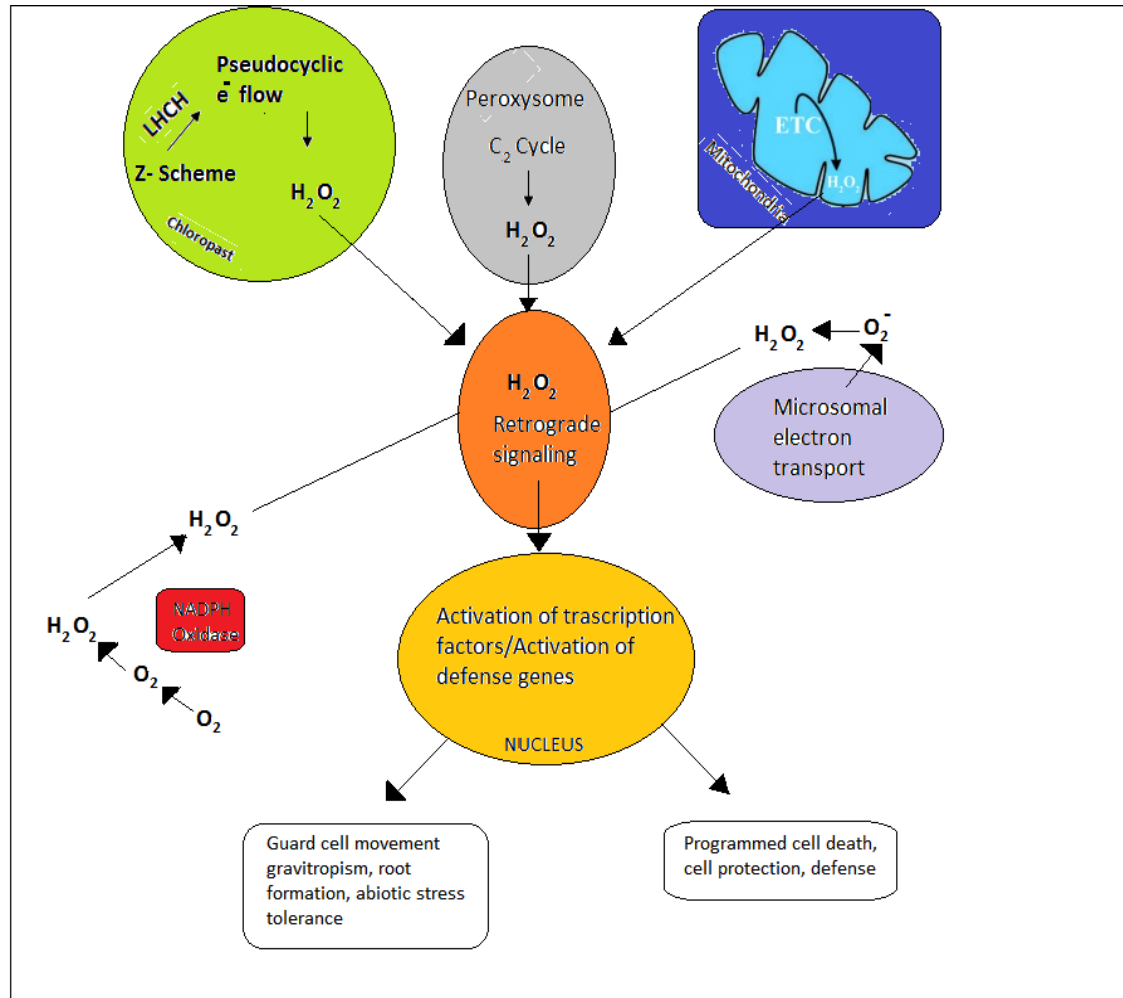 Pseudocyclic
e⁻ flow
LHCH
Z- Scheme
H₂O₂
Chloropast
Peroxysome
C₂ Cycle
H₂O₂
ETC
H₂O₂
Mitochondria
H₂O₂
Retrograde
signaling
H₂O₂
O₂⁻
Microsomal
electron
transport
H₂O₂
NADPH
Oxidase
H₂O₂
O₂
O₂
Activation of trascription
factors/Activation of
defense genes
NUCLEUS
Guard cell movement
gravitropism, root
formation, abiotic stress
tolerance
Programmed cell death,
cell protection, defense